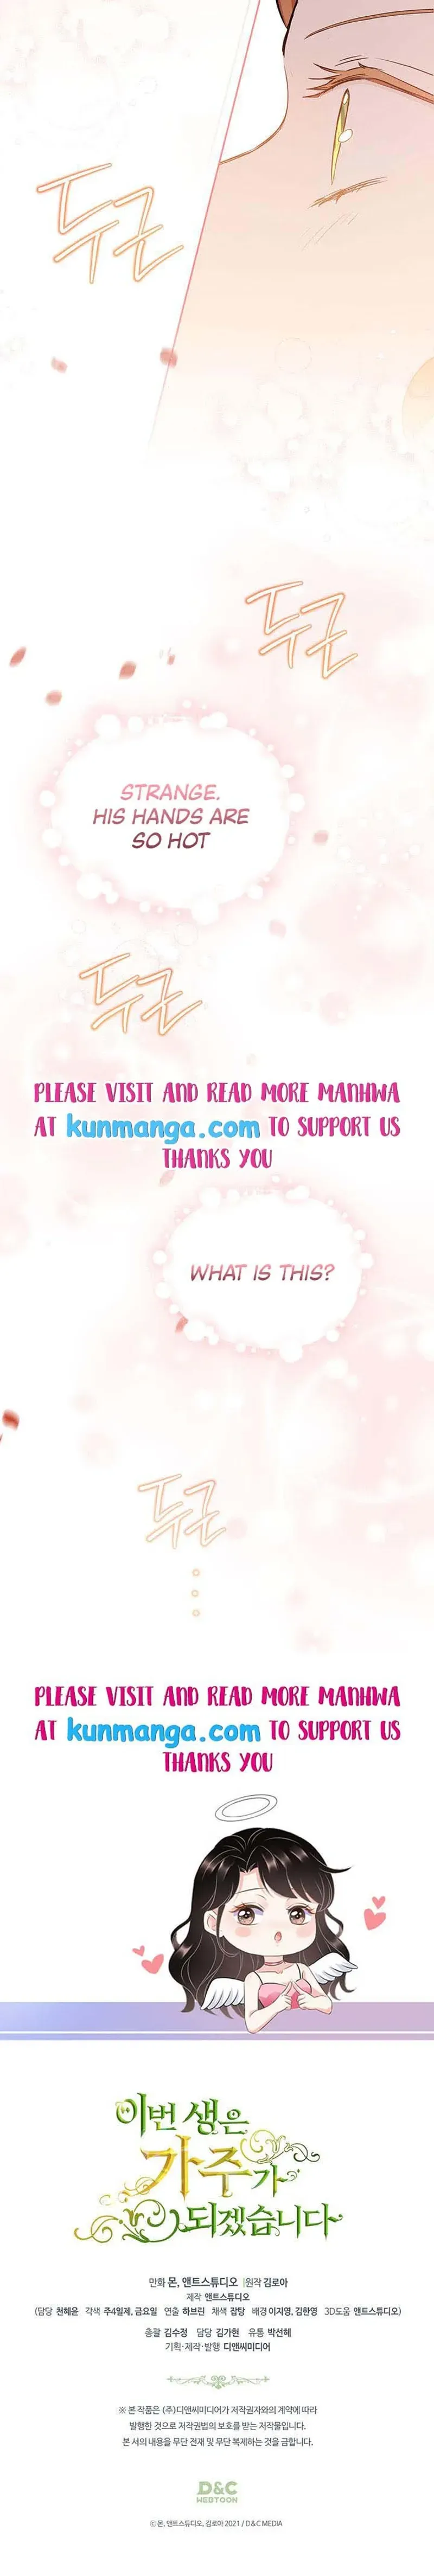 두근
두근
STRANGE.
HIS HANDS ARE
SO HOT
두근
PLEASE VISIT AND READ MORE MANHWA
AT kunmanga.com TO SUPPORT US
THANKS YOU
WHAT IS THIS?
두근
PLEASE VISIT AND READ MORE MANHWA
AT kunmanga.com TO SUPPORT US
THANKS YOU
이번 생은
가주가
되겠습니다
만화 몬, 앤트스튜디오 | 원작 김로아
제작 앤트스튜디오
(담당 천혜윤 각색 주4일제, 금요일 연출 하브린 채색 잡탕 배경 이지영, 김한영 3D도움 앤트스튜디오)
총괄 김수정 담당 김가현 유통 박선혜
기획·제작·발행 디앤씨미디어
※ 본 작품은 (주)디앤씨미디어가 저작권자와의 계약에 따라
발행한 것으로 저작권법의 보호를 받는 저작물입니다.
본 서의 내용을 무단 전재 및 무단 복제하는 것을 금합니다.
D&C
WEBTOON
© 몬, 앤트스튜디오, 김로아 2021 / D&C MEDIA